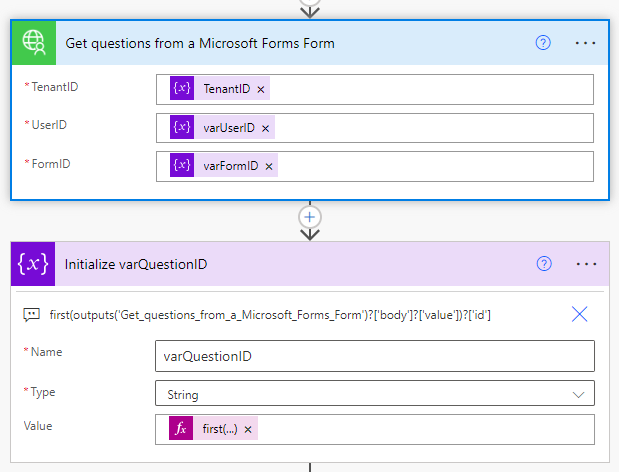 Get questions from a Microsoft Forms Form
* TenantID {x} TenantID ×
* UserID {x} varUserID ×
* FormID {x} varFormID ×
{x} Initialize varQuestionID
first(outputs('Get_questions_from_a_Microsoft_Forms_Form')?['body']?['value'])?['id']
* Name varQuestionID
* Type String
Value fx first(...) ×